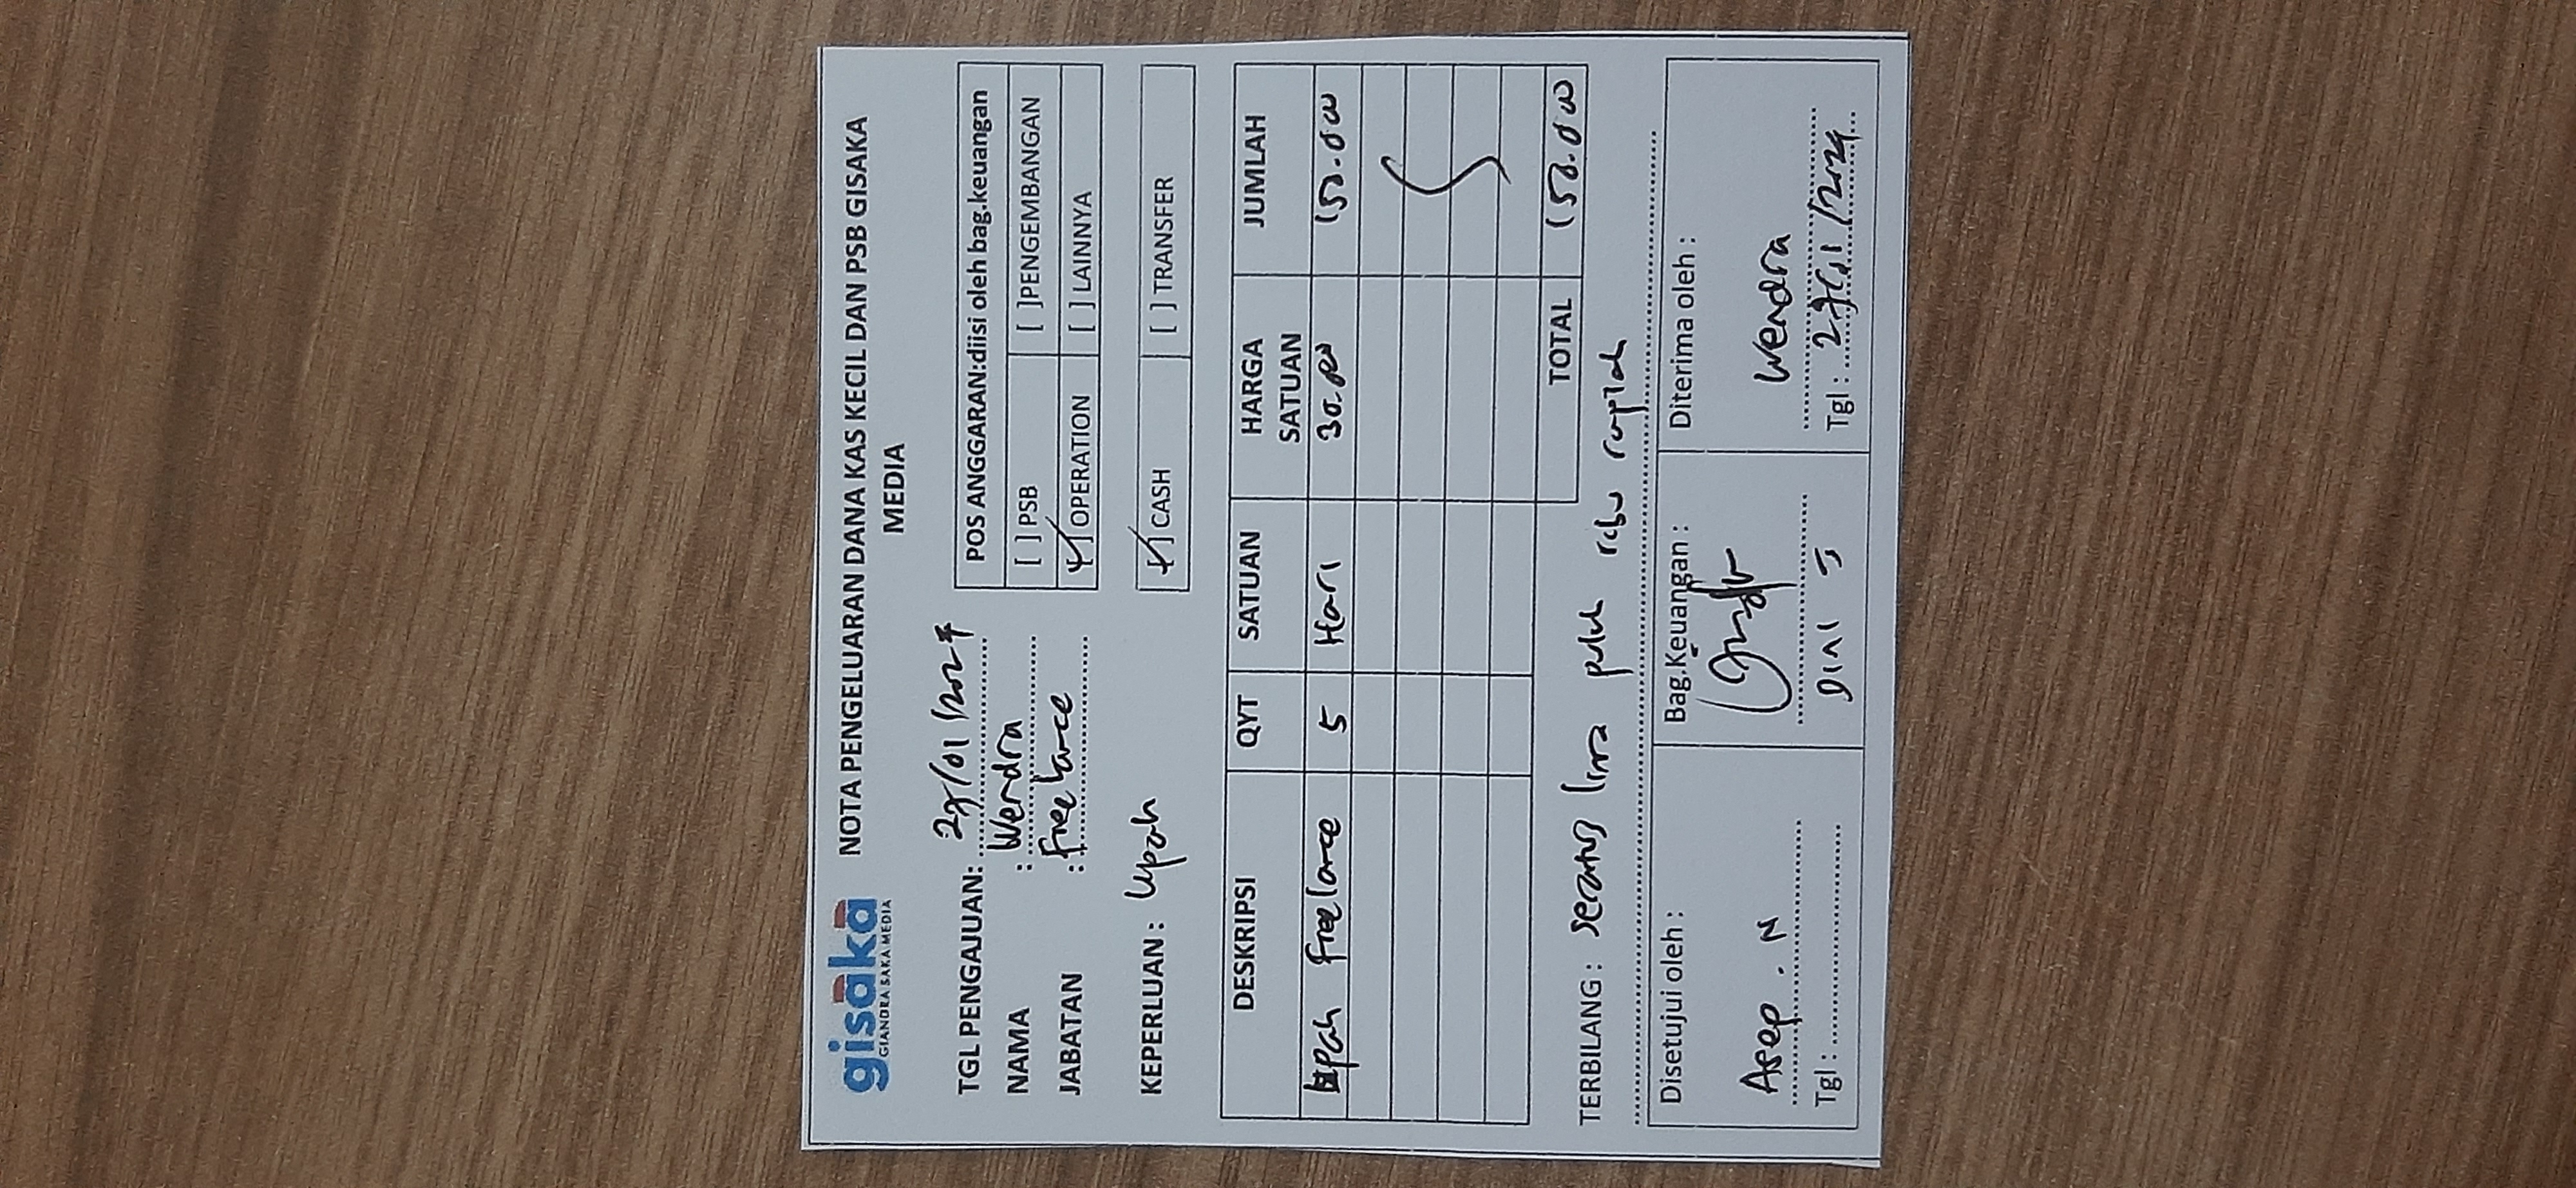 gisaka
GIANDRA SAKA MEDIA
NOTA PENGELUARAN DANA KAS KECIL DAN PSB GISAKA
MEDIA
TGL PENGAJUAN: 27/01/2024
NAMA : Wendra
JABATAN : Freelance
POS ANGGARAN:diisi oleh bag.keuangan
[ ] PSB [ ]PENGEMBANGAN
[✓] OPERATION [ ] LAINNYA
KEPERLUAN : Upah
[✓] CASH [ ] TRANSFER
DESKRIPSI QYT SATUAN HARGA SATUAN JUMLAH
Upah Freelance 5 Hari 30.000 150.000
TOTAL 150.000
TERBILANG : seratus lima puluh ribu rupiah
Disetujui oleh : Bag.Keuangan : Diterima oleh :
Asep . N Wendra
Tgl : DINI J Tgl : 27/01/2024